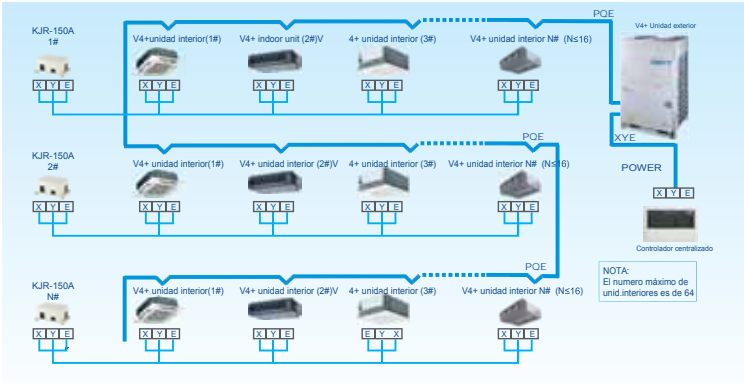 PQE
V4+ Unidad exterior
KJR-150A
1#
V4+unidad interior(1#)
V4+ indoor unit (2#)V
4+ unidad interior (3#)
V4+ unidad interior N# (N≤16)
X Y E
X Y E
X Y E
X Y E
X Y E
XYE
PQE
KJR-150A
2#
V4+ unidad interior(1#)
V4+ unidad interior (2#)V
4+ unidad interior (3#)
V4+ unidad interior N# (N≤16)
POWER
X Y E
X Y E
X Y E
X Y E
X Y E
X Y E
Controlador centralizado
PQE
NOTA:
El numero máximo de
unid.interiores es de 64
KJR-150A
N#
V4+ unidad interior(1#)
V4+ unidad interior (2#)V
4+ unidad interior (3#)
V4+ unidad interior N# (N≤16)
X Y E
X Y E
X Y E
E Y X
X Y E